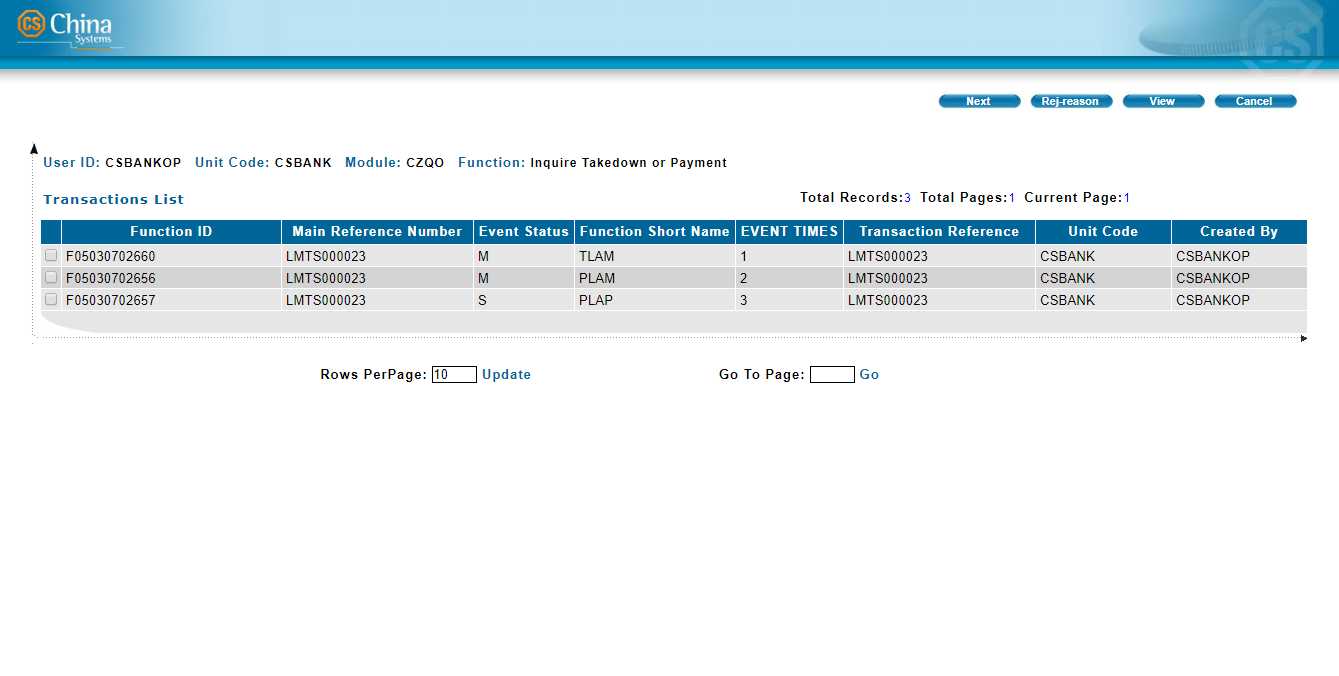 CS China
Systems
CS
Next Rej-reason View Cancel
User ID: CSBANKOP Unit Code: CSBANK Module: CZQO Function: Inquire Takedown or Payment
Transactions List Total Records:3 Total Pages:1 Current Page:1
Function ID Main Reference Number Event Status Function Short Name EVENT TIMES Transaction Reference Unit Code Created By
F05030702660 LMTS000023 M TLAM 1 LMTS000023 CSBANK CSBANKOP
F05030702656 LMTS000023 M PLAM 2 LMTS000023 CSBANK CSBANKOP
F05030702657 LMTS000023 S PLAP 3 LMTS000023 CSBANK CSBANKOP
Rows PerPage: 10 Update Go To Page: Go